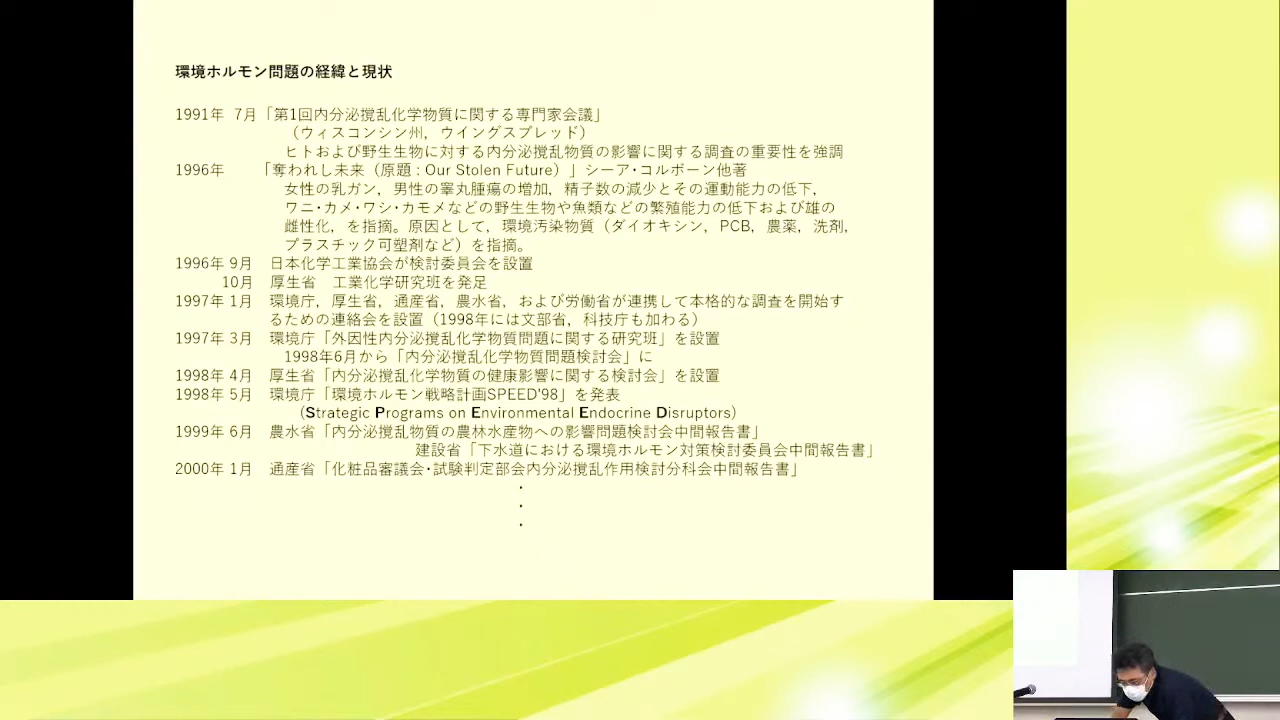 環境ホルモン問題の経緯と現状
1991年 7月「第1回内分泌撹乱化学物質に関する専門家会議」
（ウィスコンシン州，ウイングスプレッド）
ヒトおよび野生生物に対する内分泌撹乱物質の影響に関する調査の重要性を強調
1996年 「奪われし未来（原題：Our Stolen Future）」シーア・コルボーン他著
女性の乳ガン，男性の睾丸腫瘍の増加，精子数の減少とその運動能力の低下，
ワニ・カメ・ワシ・カモメなどの野生生物や魚類などの繁殖能力の低下および雄の
雌性化，を指摘。原因として，環境汚染物質（ダイオキシン，PCB，農薬，洗剤，
プラスチック可塑剤など）を指摘。
1996年 9月 日本化学工業協会が検討委員会を設置
10月 厚生省 工業化学研究班を発足
1997年 1月 環境庁，厚生省，通産省，農水省，および労働省が連携して本格的な調査を開始す
るための連絡会を設置（1998年には文部省，科技庁も加わる）
1997年 3月 環境庁「外因性内分泌撹乱化学物質問題に関する研究班」を設置
1998年6月から「内分泌撹乱化学物質問題検討会」に
1998年 4月 厚生省「内分泌撹乱化学物質の健康影響に関する検討会」を設置
1998年 5月 環境庁「環境ホルモン戦略計画SPEED'98」を発表
（Strategic Programs on Environmental Endocrine Disruptors）
1999年 6月 農水省「内分泌撹乱物質の農林水産物への影響問題検討会中間報告書」
建設省「下水道における環境ホルモン対策検討委員会中間報告書」
2000年 1月 通産省「化粧品審議会・試験判定部会内分泌撹乱作用検討分科会中間報告書」
・
・
・